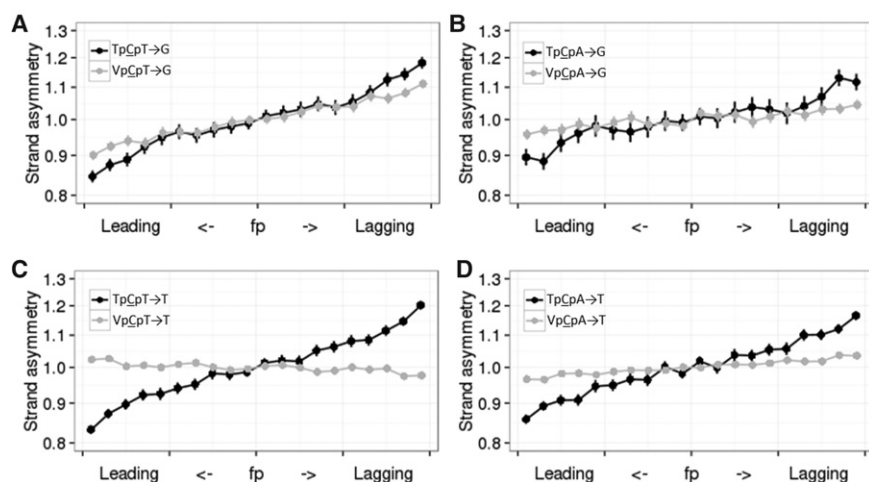 A
1.3
1.2
1.1
1.0
0.9
0.8
Strand asymmetry
TpCpT→G
VpCpT→G
Leading <- fp -> Lagging
B
1.3
1.2
1.1
1.0
0.9
0.8
Strand asymmetry
TpCpA→G
VpCpA→G
Leading <- fp -> Lagging
C
1.3
1.2
1.1
1.0
0.9
0.8
Strand asymmetry
TpCpT→T
VpCpT→T
Leading <- fp -> Lagging
D
1.3
1.2
1.1
1.0
0.9
0.8
Strand asymmetry
TpCpA→T
VpCpA→T
Leading <- fp -> Lagging